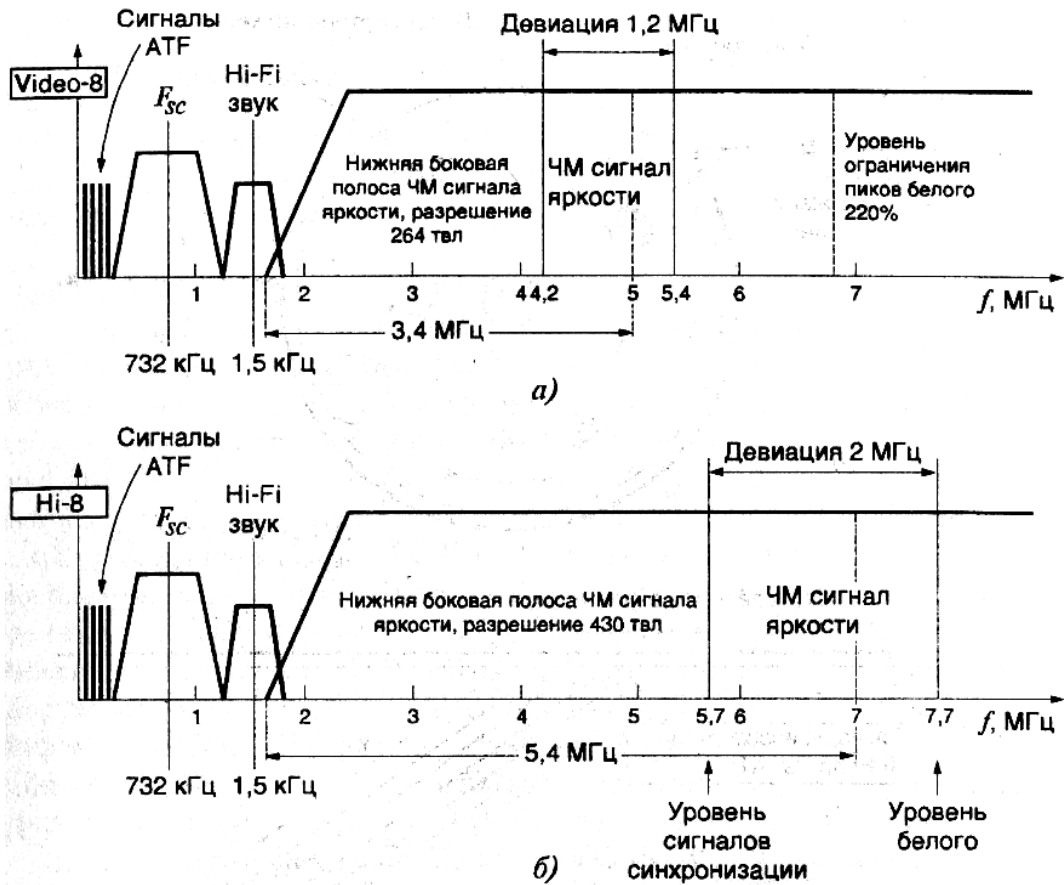 Сигналы
ATF
Девиация 1,2 МГц
Video-8
F_SC
Hi-Fi
звук
Нижняя боковая
полоса ЧМ сигнала
яркости, разрешение
264 твл
ЧМ сигнал
яркости
Уровень
ограничения
пиков белого
220%
1 2 3 4 4,2 5 5,4 6 7 f, МГц
3,4 МГц
732 кГц 1,5 кГц
а)
Сигналы
ATF
Девиация 2 МГц
Hi-8
F_SC
Hi-Fi
звук
Нижняя боковая полоса ЧМ сигнала
яркости, разрешение 430 твл
ЧМ сигнал
яркости
1 2 3 4 5 5,7 6 7 7,7 f, МГц
5,4 МГц
732 кГц 1,5 кГц
Уровень
сигналов
синхронизации
Уровень
белого
б)